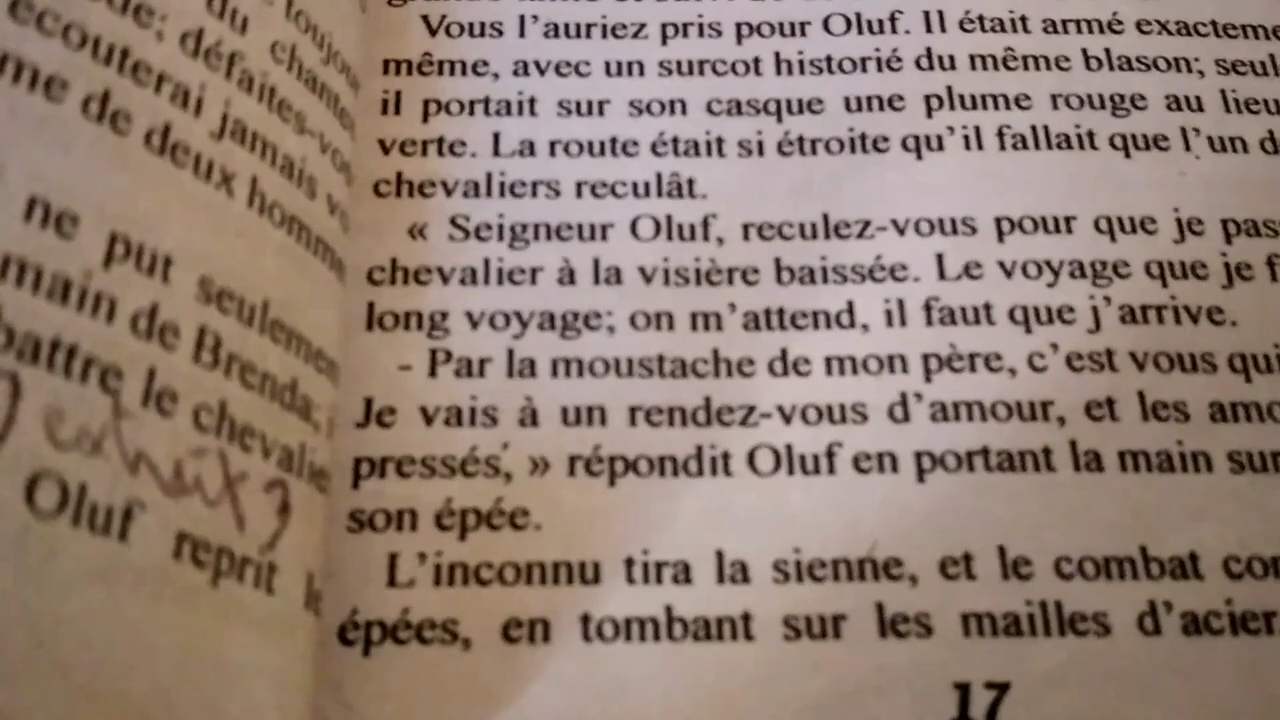 toujou
du chanter
défaites-vo
écouterai jamais
me de deux homme
ne put seulemen
main de Brenda;
battre le chevalie
Oluf reprit
Vous l'auriez pris pour Oluf. Il était armé exacteme
même, avec un surcot historié du même blason; seul
il portait sur son casque une plume rouge au lieu
verte. La route était si étroite qu'il fallait que l'un d
chevaliers reculât.
« Seigneur Oluf, reculez-vous pour que je pas
chevalier à la visière baissée. Le voyage que je f
long voyage; on m'attend, il faut que j'arrive.
- Par la moustache de mon père, c'est vous qui
Je vais à un rendez-vous d'amour, et les amo
pressés, » répondit Oluf en portant la main sur
son épée.
L'inconnu tira la sienne, et le combat com
épées, en tombant sur les mailles d'acier
17